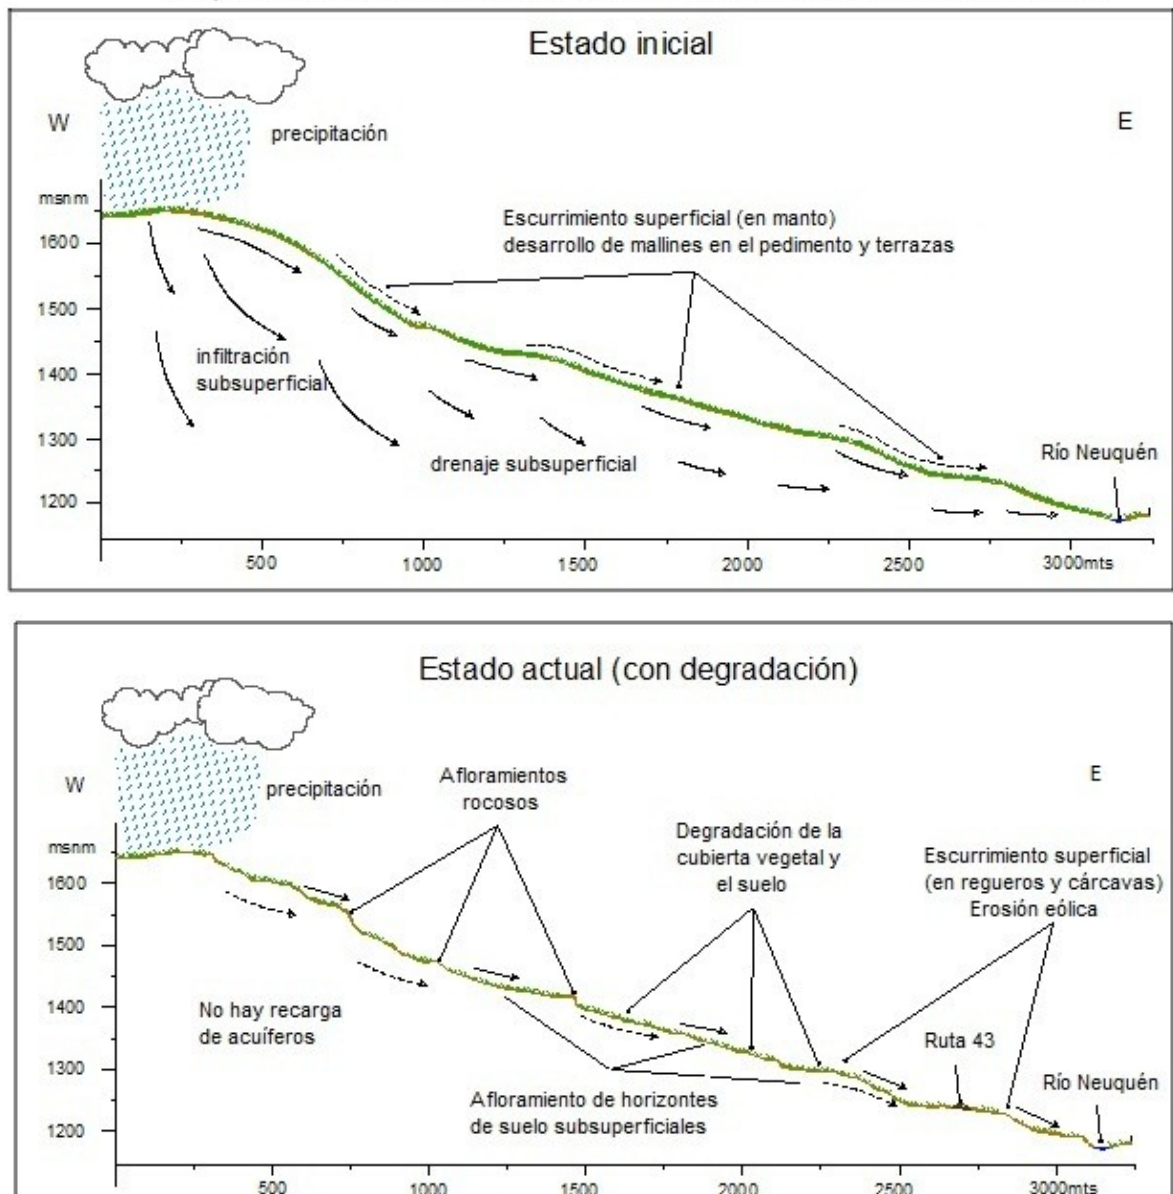 Estado inicial
W
E
precipitación
msnm
Escurrimiento superficial (en manto)
desarrollo de mallines en el pedimento y terrazas
1600
1500
infiltración
subsuperficial
1400
1300
drenaje subsuperficial
Río Neuquén
1200
500
1000
1500
2000
2500
3000mts
Estado actual (con degradación)
W
E
precipitación
Afloramientos
rocosos
Degradación de la
cubierta vegetal y
el suelo
Escurrimiento superficial
(en regueros y cárcavas)
Erosión eólica
msnm
1600
1500
No hay recarga
de acuíferos
1400
Ruta 43
1300
Afloramiento de horizontes
de suelo subsuperficiales
Río Neuquén
1200
500
1000
1500
2000
2500
3000mts